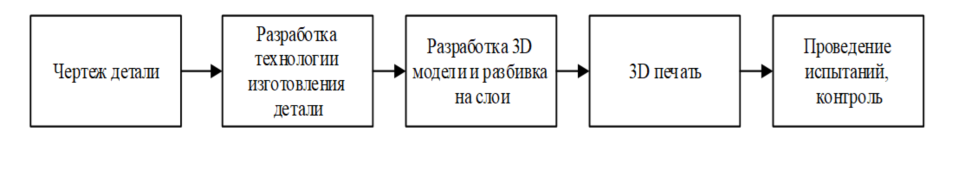 Чертеж детали
Разработка
технологии
изготовления
детали
Разработка 3D
модели и разбивка
на слои
3D печать
Проведение
испытаний,
контроль